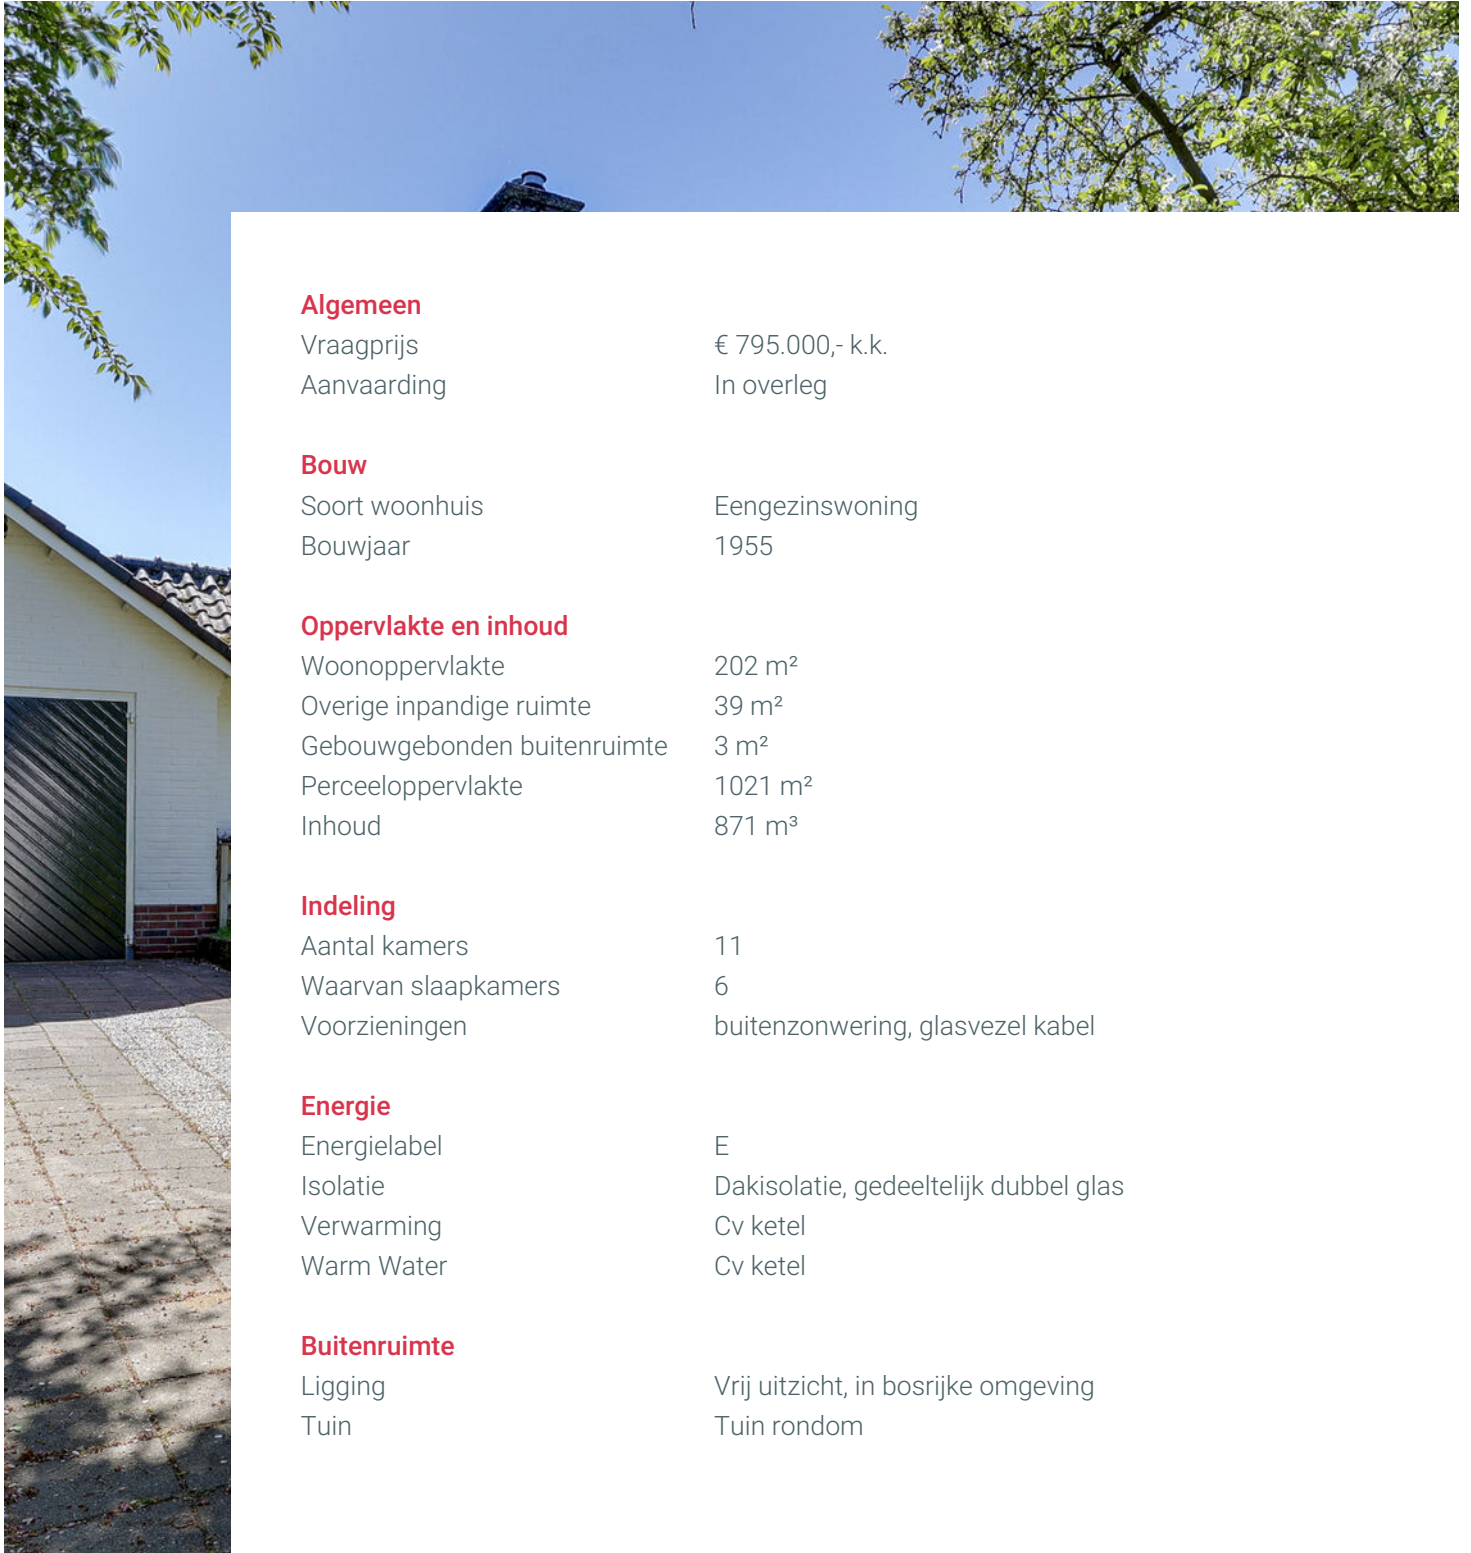 Algemeen
Vraagprijs € 795.000,- k.k.
Aanvaarding In overleg
Bouw
Soort woonhuis Eengezinswoning
Bouwjaar 1955
Oppervlakte en inhoud
Woonoppervlakte 202 m²
Overige inpandige ruimte 39 m²
Gebouwgebonden buitenruimte 3 m²
Perceeloppervlakte 1021 m²
Inhoud 871 m³
Indeling
Aantal kamers 11
Waarvan slaapkamers 6
Voorzieningen buitenzonwering, glasvezel kabel
Energie
Energielabel E
Isolatie Dakisolatie, gedeeltelijk dubbel glas
Verwarming Cv ketel
Warm Water Cv ketel
Buitenruimte
Ligging Vrij uitzicht, in bosrijke omgeving
Tuin Tuin rondom